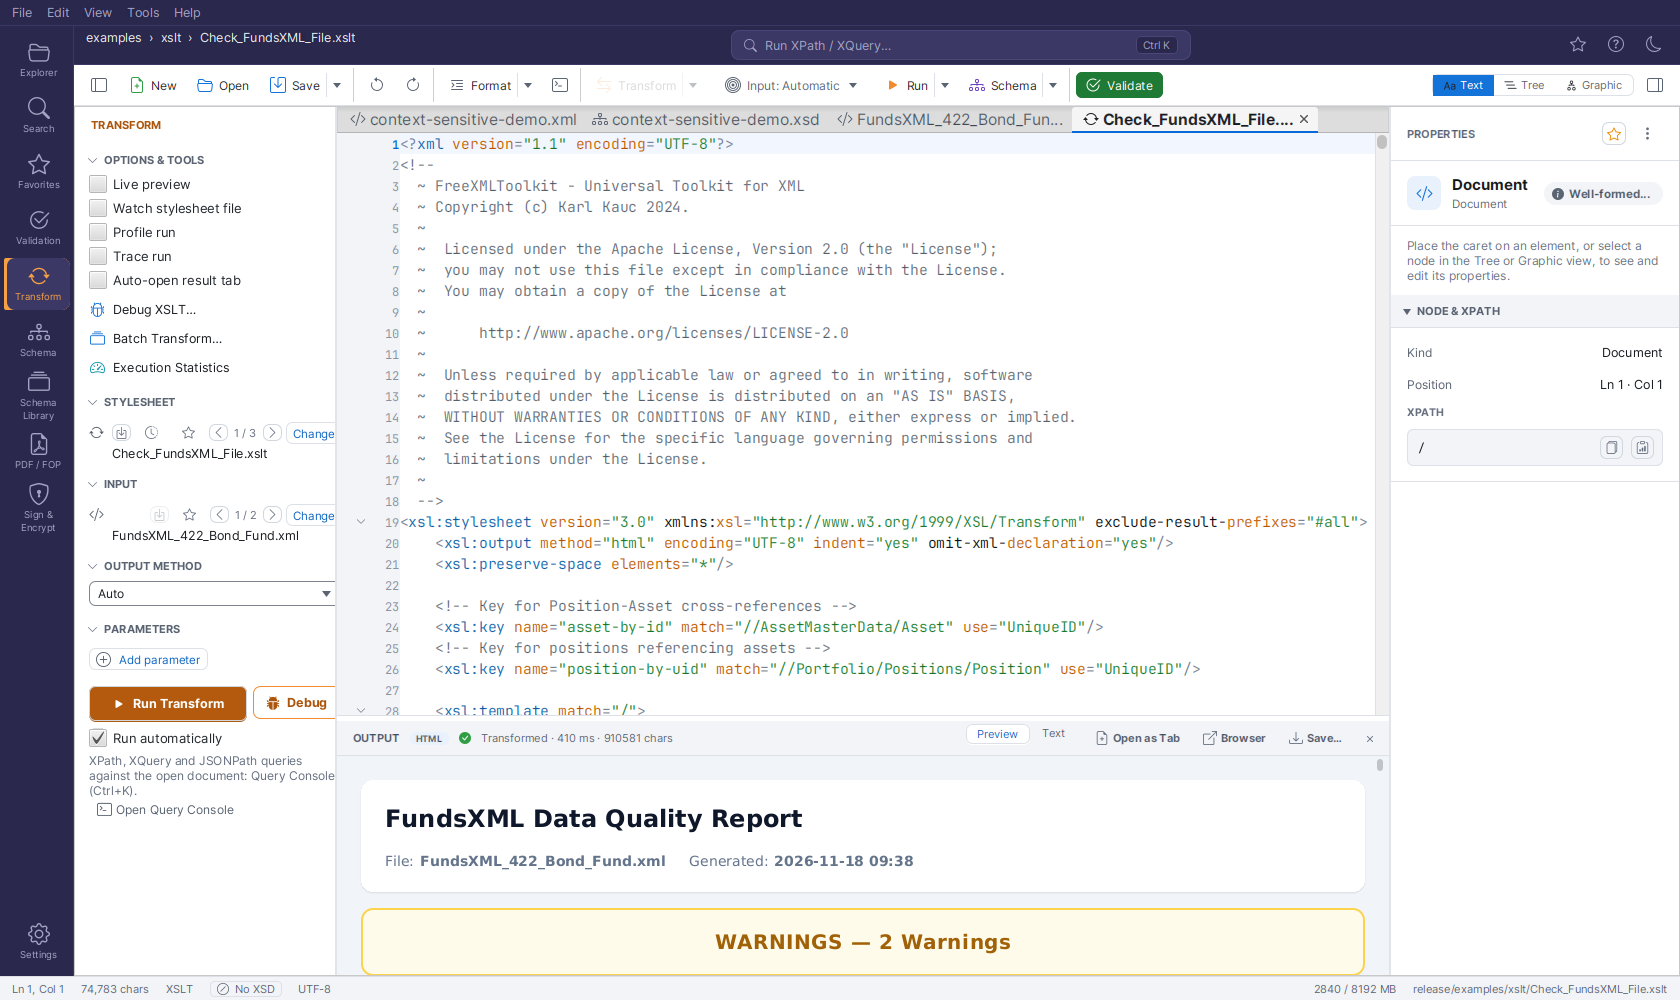 File Edit View Tools Help
examples › xslt › Check_FundsXML_File.xslt
Run XPath / XQuery... Ctrl K
New Open Save Format Transform Input: Automatic Run Schema Validate Aa Text Tree Graphic
Explorer
Search
Favorites
Validation
Transform
Schema
Schema
Library
PDF / FOP
Sign &
Encrypt
Settings
TRANSFORM
OPTIONS & TOOLS
Live preview
Watch stylesheet file
Profile run
Trace run
Auto-open result tab
Debug XSLT...
Batch Transform...
Execution Statistics
STYLESHEET
1 / 3 Change
Check_FundsXML_File.xslt
INPUT
1 / 2 Change
FundsXML_422_Bond_Fund.xml
OUTPUT METHOD
Auto
PARAMETERS
Add parameter
Run Transform Debug
Run automatically
XPath, XQuery and JSONPath queries
against the open document: Query Console
(Ctrl+K).
Open Query Console
context-sensitive-demo.xml context-sensitive-demo.xsd FundsXML_422_Bond_Fun... Check_FundsXML_File....
1 <?xml version="1.1" encoding="UTF-8"?>
2 <!--
3 ~ FreeXMLToolkit - Universal Toolkit for XML
4 ~ Copyright (c) Karl Kauc 2024.
5 ~
6 ~ Licensed under the Apache License, Version 2.0 (the "License");
7 ~ you may not use this file except in compliance with the License.
8 ~ You may obtain a copy of the License at
9 ~
10 ~ http://www.apache.org/licenses/LICENSE-2.0
11 ~
12 ~ Unless required by applicable law or agreed to in writing, software
13 ~ distributed under the License is distributed on an "AS IS" BASIS,
14 ~ WITHOUT WARRANTIES OR CONDITIONS OF ANY KIND, either express or implied.
15 ~ See the License for the specific language governing permissions and
16 ~ limitations under the License.
17 ~
18 -->
19 <xsl:stylesheet version="3.0" xmlns:xsl="http://www.w3.org/1999/XSL/Transform" exclude-result-prefixes="#all">
20 <xsl:output method="html" encoding="UTF-8" indent="yes" omit-xml-declaration="yes"/>
21 <xsl:preserve-space elements="*"/>
22
23 <!-- Key for Position-Asset cross-references -->
24 <xsl:key name="asset-by-id" match="//AssetMasterData/Asset" use="UniqueID"/>
25 <!-- Key for positions referencing assets -->
26 <xsl:key name="position-by-uid" match="//Portfolio/Positions/Position" use="UniqueID"/>
27
28 <xsl:template match="/">
OUTPUT HTML Transformed · 410 ms · 910581 chars Preview Text Open as Tab Browser Save...
FundsXML Data Quality Report
File: FundsXML_422_Bond_Fund.xml Generated: 2026-11-18 09:38
WARNINGS — 2 Warnings
PROPERTIES
Document
Document
Well-formed...
Place the caret on an element, or select a
node in the Tree or Graphic view, to see and
edit its properties.
NODE & XPATH
Kind Document
Position Ln 1 · Col 1
XPATH
/
Ln 1, Col 1 74,783 chars XSLT No XSD UTF-8 2840 / 8192 MB release/examples/xslt/Check_FundsXML_File.xslt